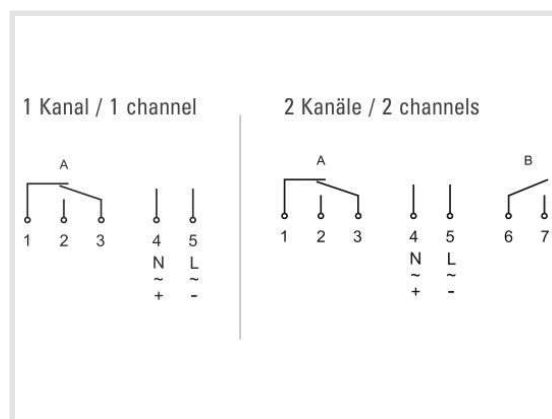 1 Kanal / 1 channel
A
1 2 3 4 5
N L
~ ~
+ -
2 Kanäle / 2 channels
A B
1 2 3 4 5 6 7
N L
~ ~
+ -